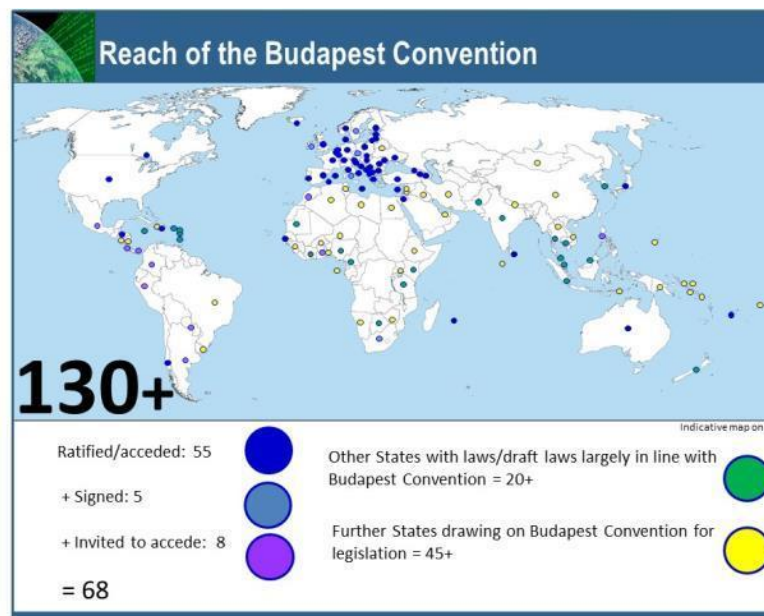 Reach of the Budapest Convention
130+
Indicative map on
Ratified/acceded: 55
+ Signed: 5
+ Invited to accede: 8
= 68
Other States with laws/draft laws largely in line with
Budapest Convention = 20+
Further States drawing on Budapest Convention for
legislation = 45+